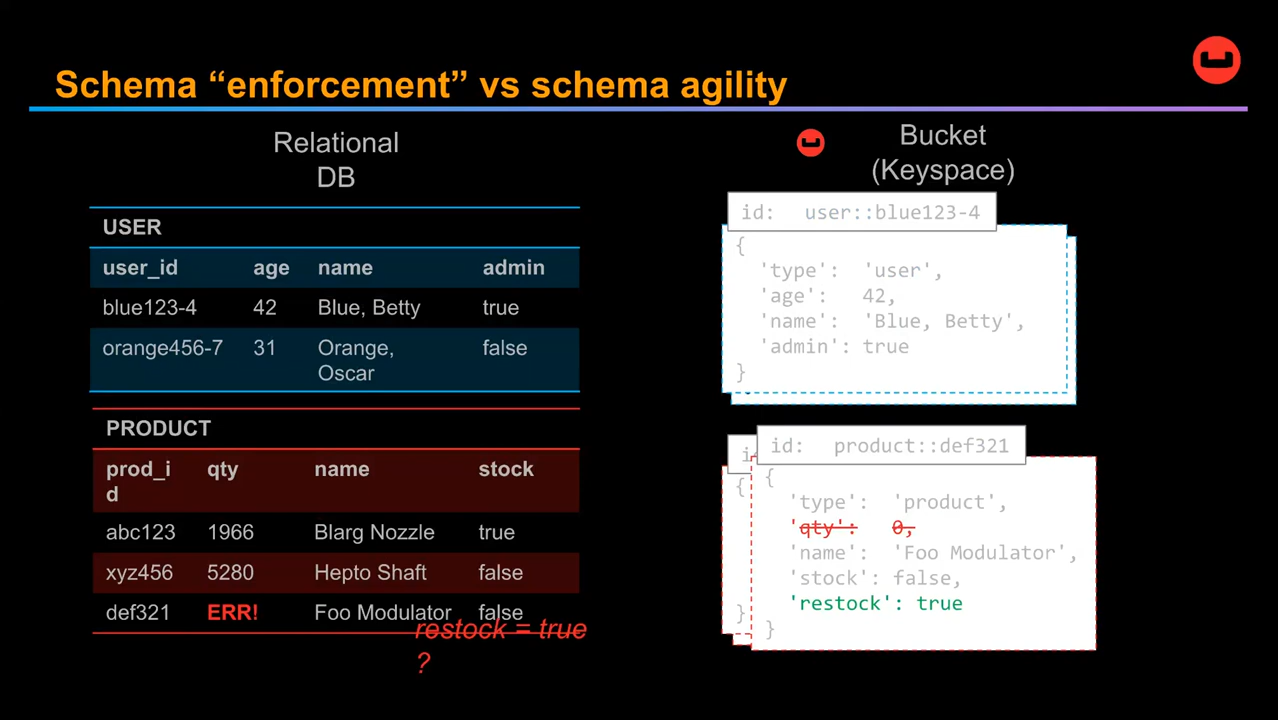 Schema “enforcement” vs schema agility
Relational
DB
USER
user_id age name admin
blue123-4 42 Blue, Betty true
orange456-7 31 Orange, false
Oscar
PRODUCT
prod_i qty name stock
d
abc123 1966 Blarg Nozzle true
xyz456 5280 Hepto Shaft false
def321 ERR! Foo Modulator false
restock = true
?
Bucket
(Keyspace)
id: user::blue123-4
{
'type': 'user',
'age': 42,
'name': 'Blue, Betty',
'admin': true
}
id: product::def321
{
'type': 'product',
'qty': 0,
'name': 'Foo Modulator',
'stock': false,
'restock': true
}